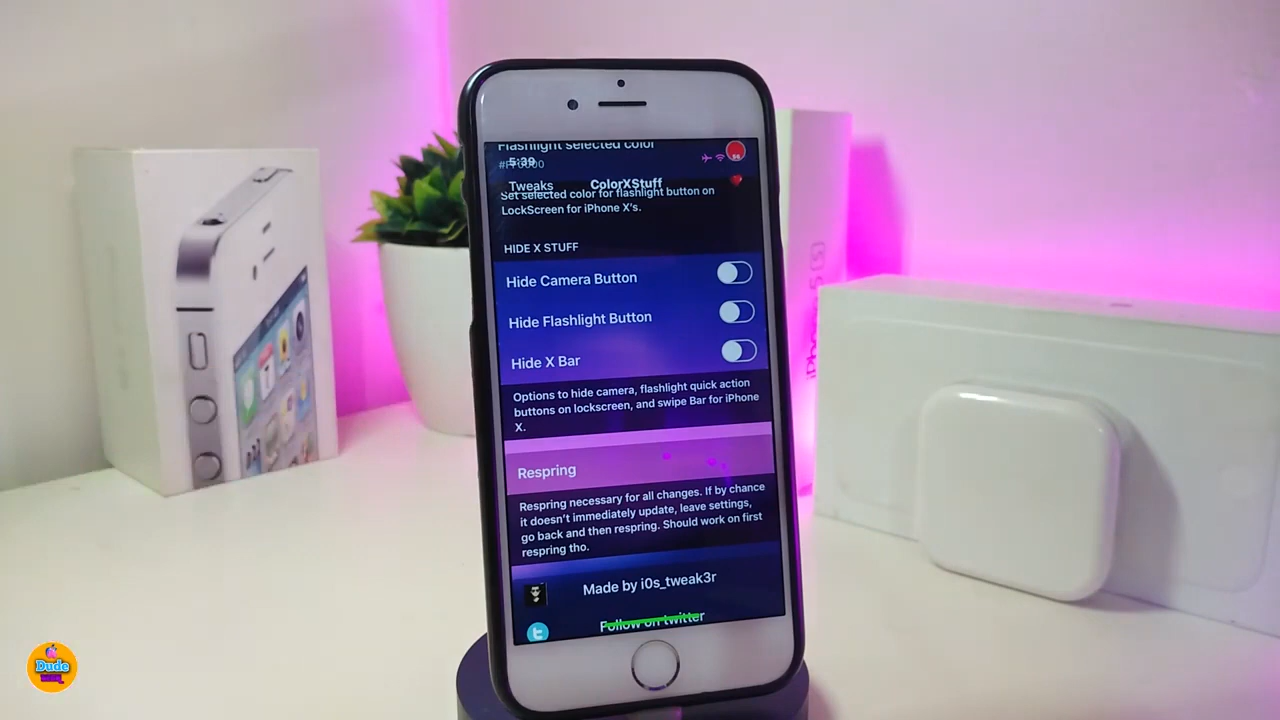 Flashlight selected color
#FF0000
5:39
54
Tweaks
ColorXStuff
Set selected color for flashlight button on
LockScreen for iPhone X's.
HIDE X STUFF
Hide Camera Button
Hide Flashlight Button
Hide X Bar
Options to hide camera, flashlight quick action
buttons on lockscreen, and swipe Bar for iPhone
X.
Respring
Respring necessary for all changes. If by chance
it doesn't immediately update, leave settings,
go back and then respring. Should work on first
respring tho.
Made by i0s_tweak3r
Follow on twitter
iPhone
Dude